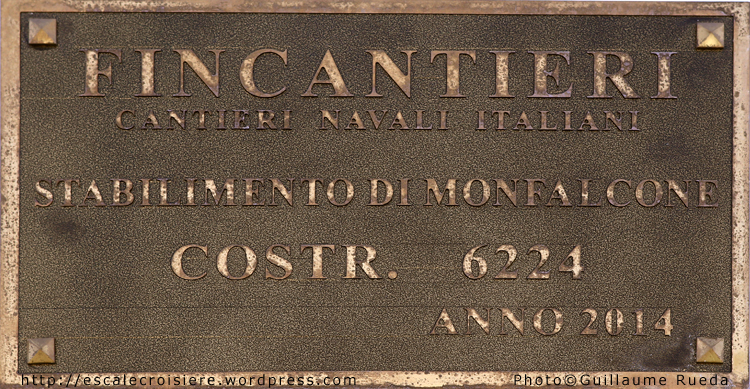 FINCANTIERI
CANTIERI NAVALI ITALIANI
STABILIMENTO DI MONFALCONE
COSTR. 6224
ANNO 2014
http://escalecroisiere.wordpress.com Photo©Guillaume Rueda